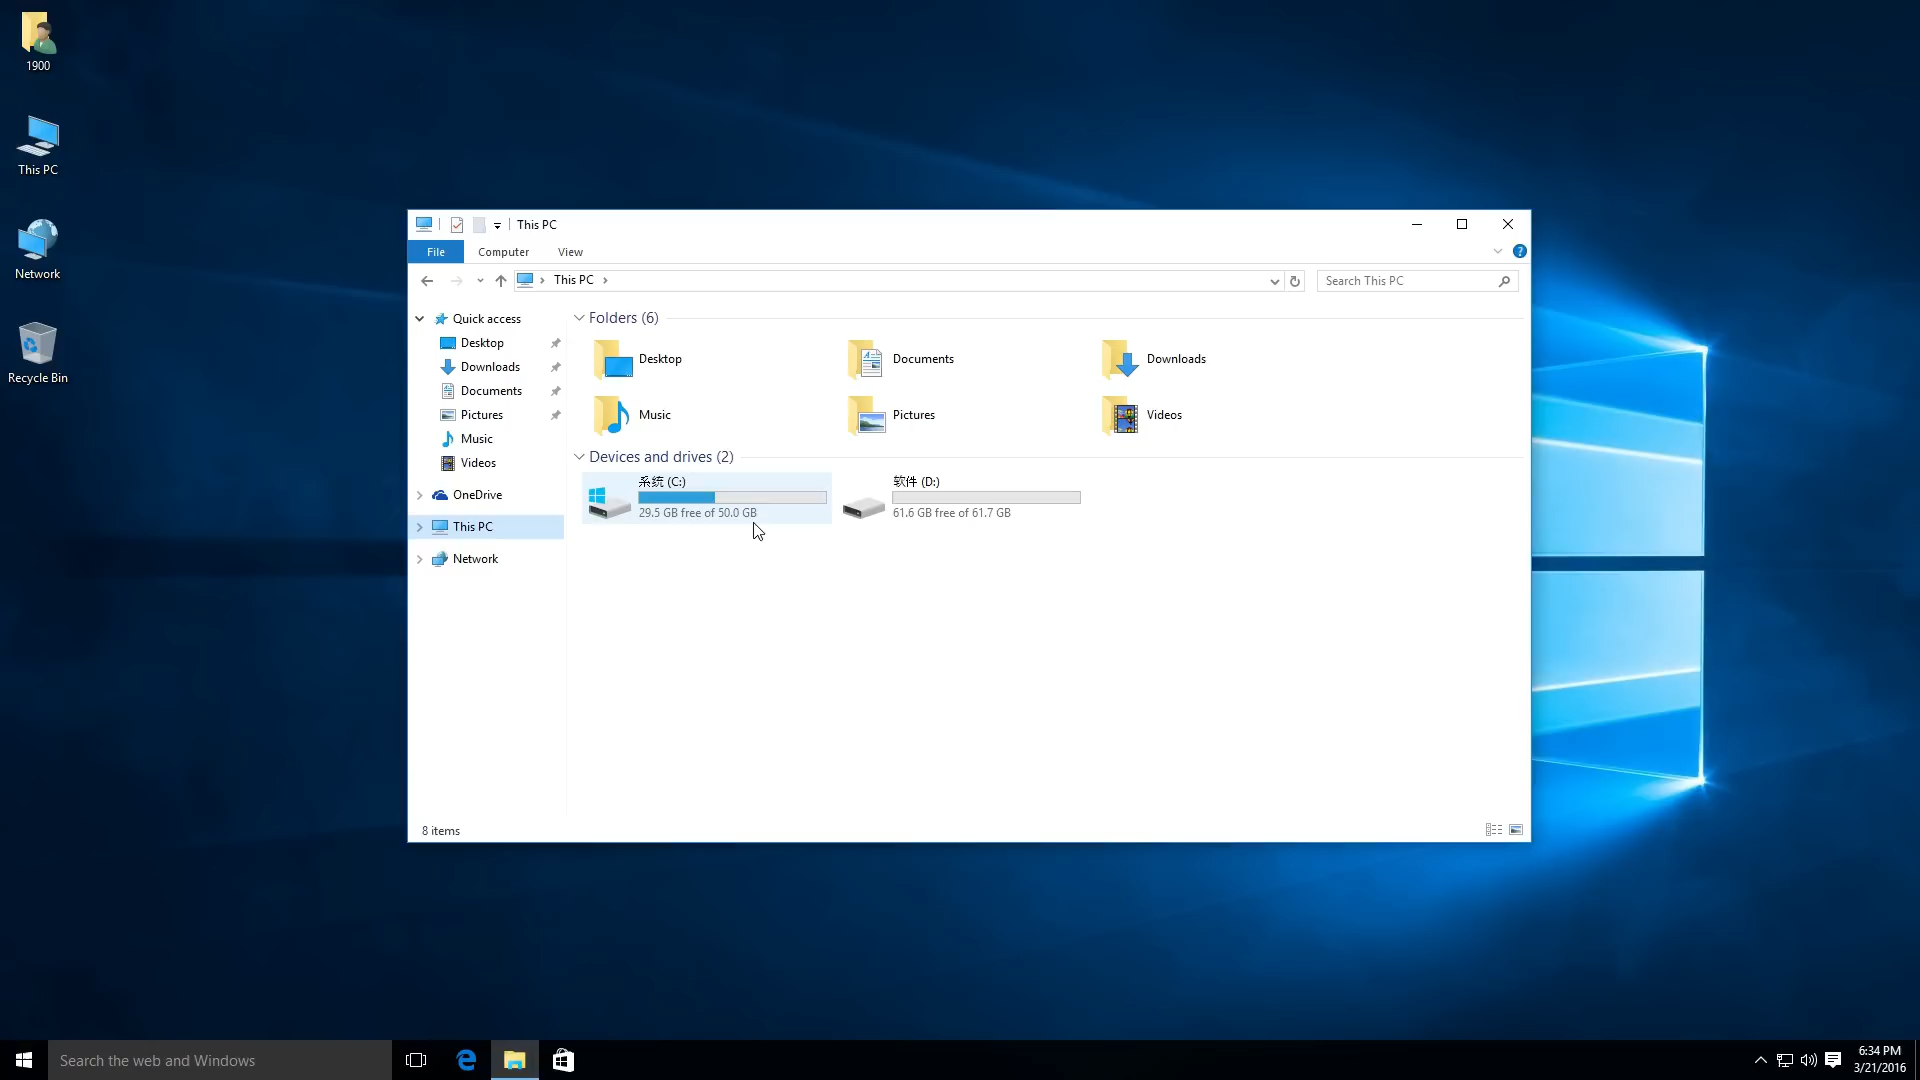 1900
This PC
Network
Recycle Bin
This PC
File Computer View
This PC
Search This PC
Quick access
Desktop
Downloads
Documents
Pictures
Music
Videos
OneDrive
This PC
Network
Folders (6)
Desktop
Documents
Downloads
Music
Pictures
Videos
Devices and drives (2)
系统 (C:)
29.5 GB free of 50.0 GB
软件 (D:)
61.6 GB free of 61.7 GB
8 items
Search the web and Windows
6:34 PM
3/21/2016